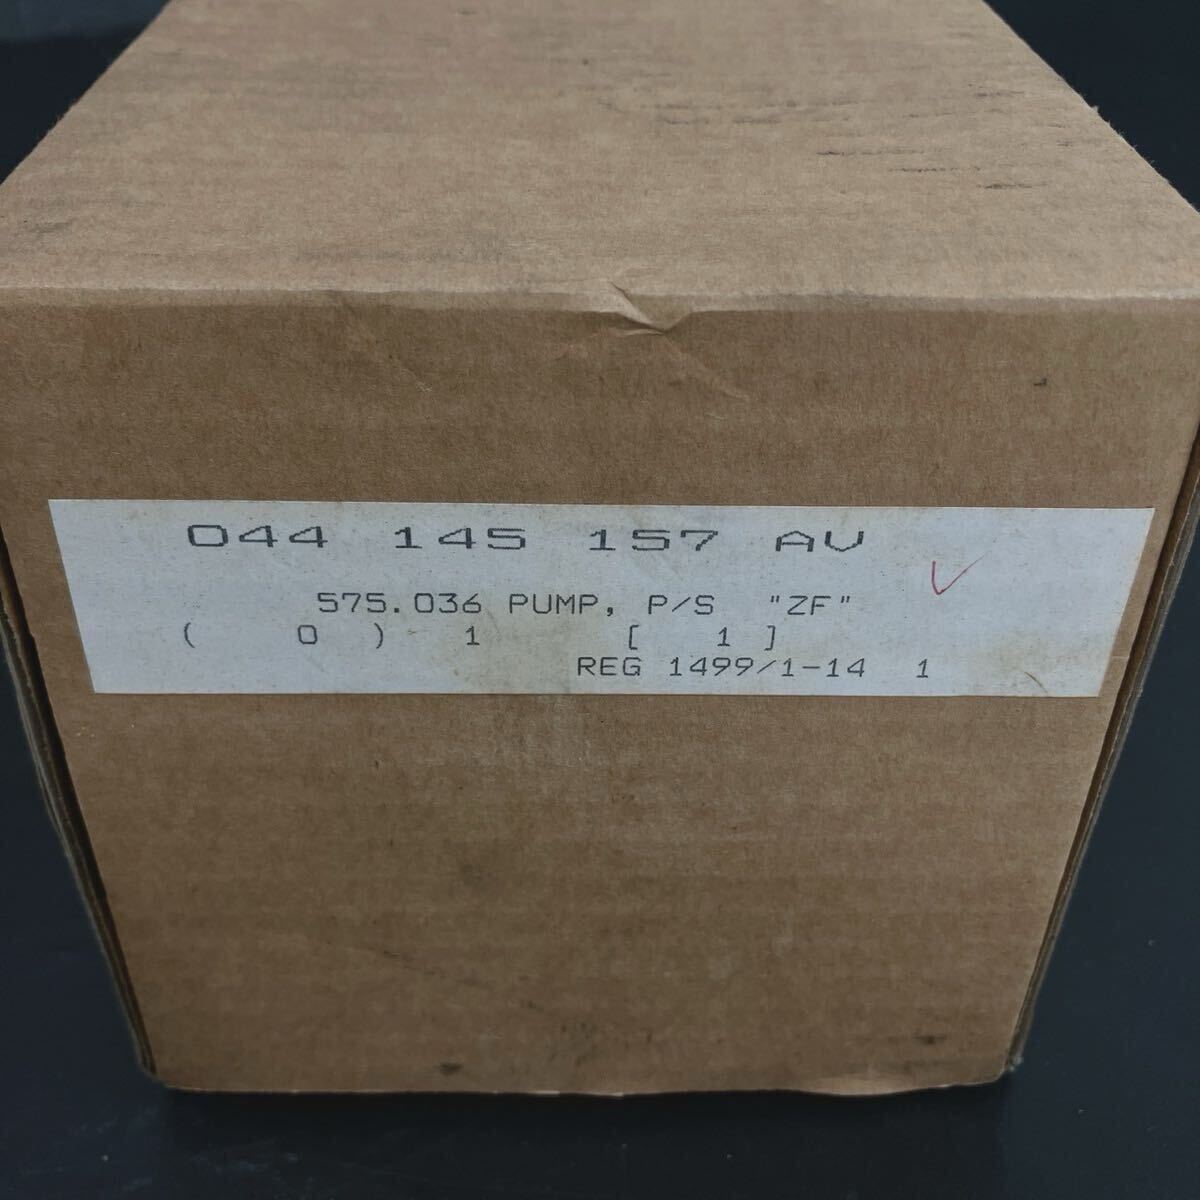 044 145 157 AV
575.036 PUMP, P/S "ZF"
( 0 ) 1 [ 1 ]
REG 1499/1-14 1